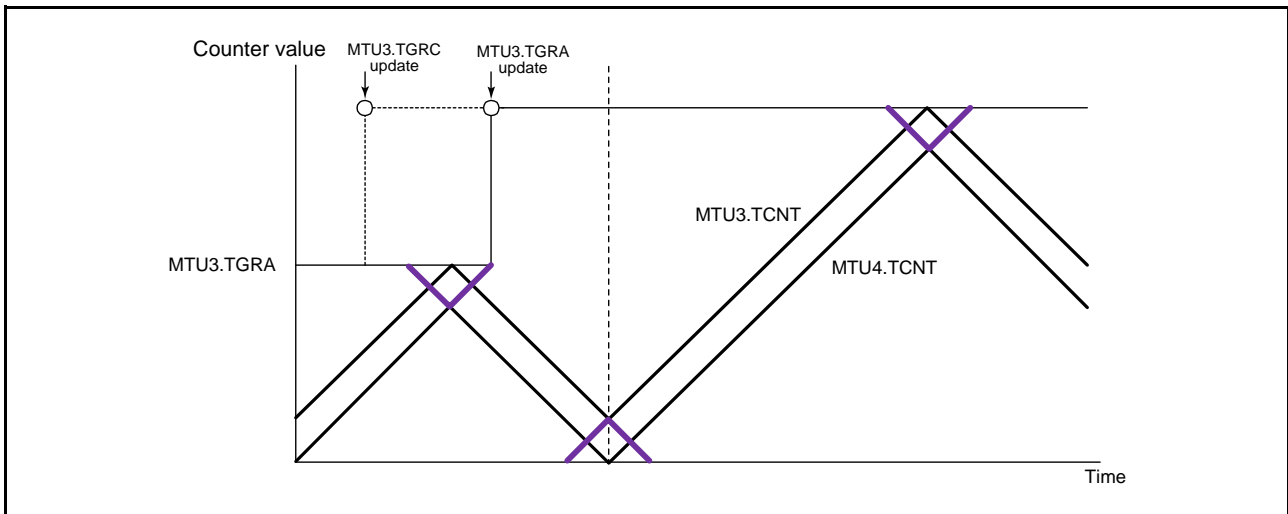 Counter value
MTU3.TGRC
update
MTU3.TGRA
update
MTU3.TCNT
MTU3.TGRA
MTU4.TCNT
Time